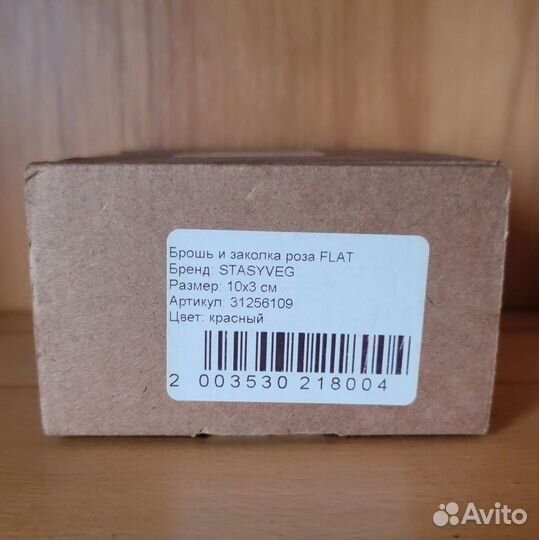 Брошь и заколка роза FLAT
Бренд: STASYVEG
Размер: 10х3 см
Артикул: 31256109
Цвет: красный
2 003530 218004
Avito